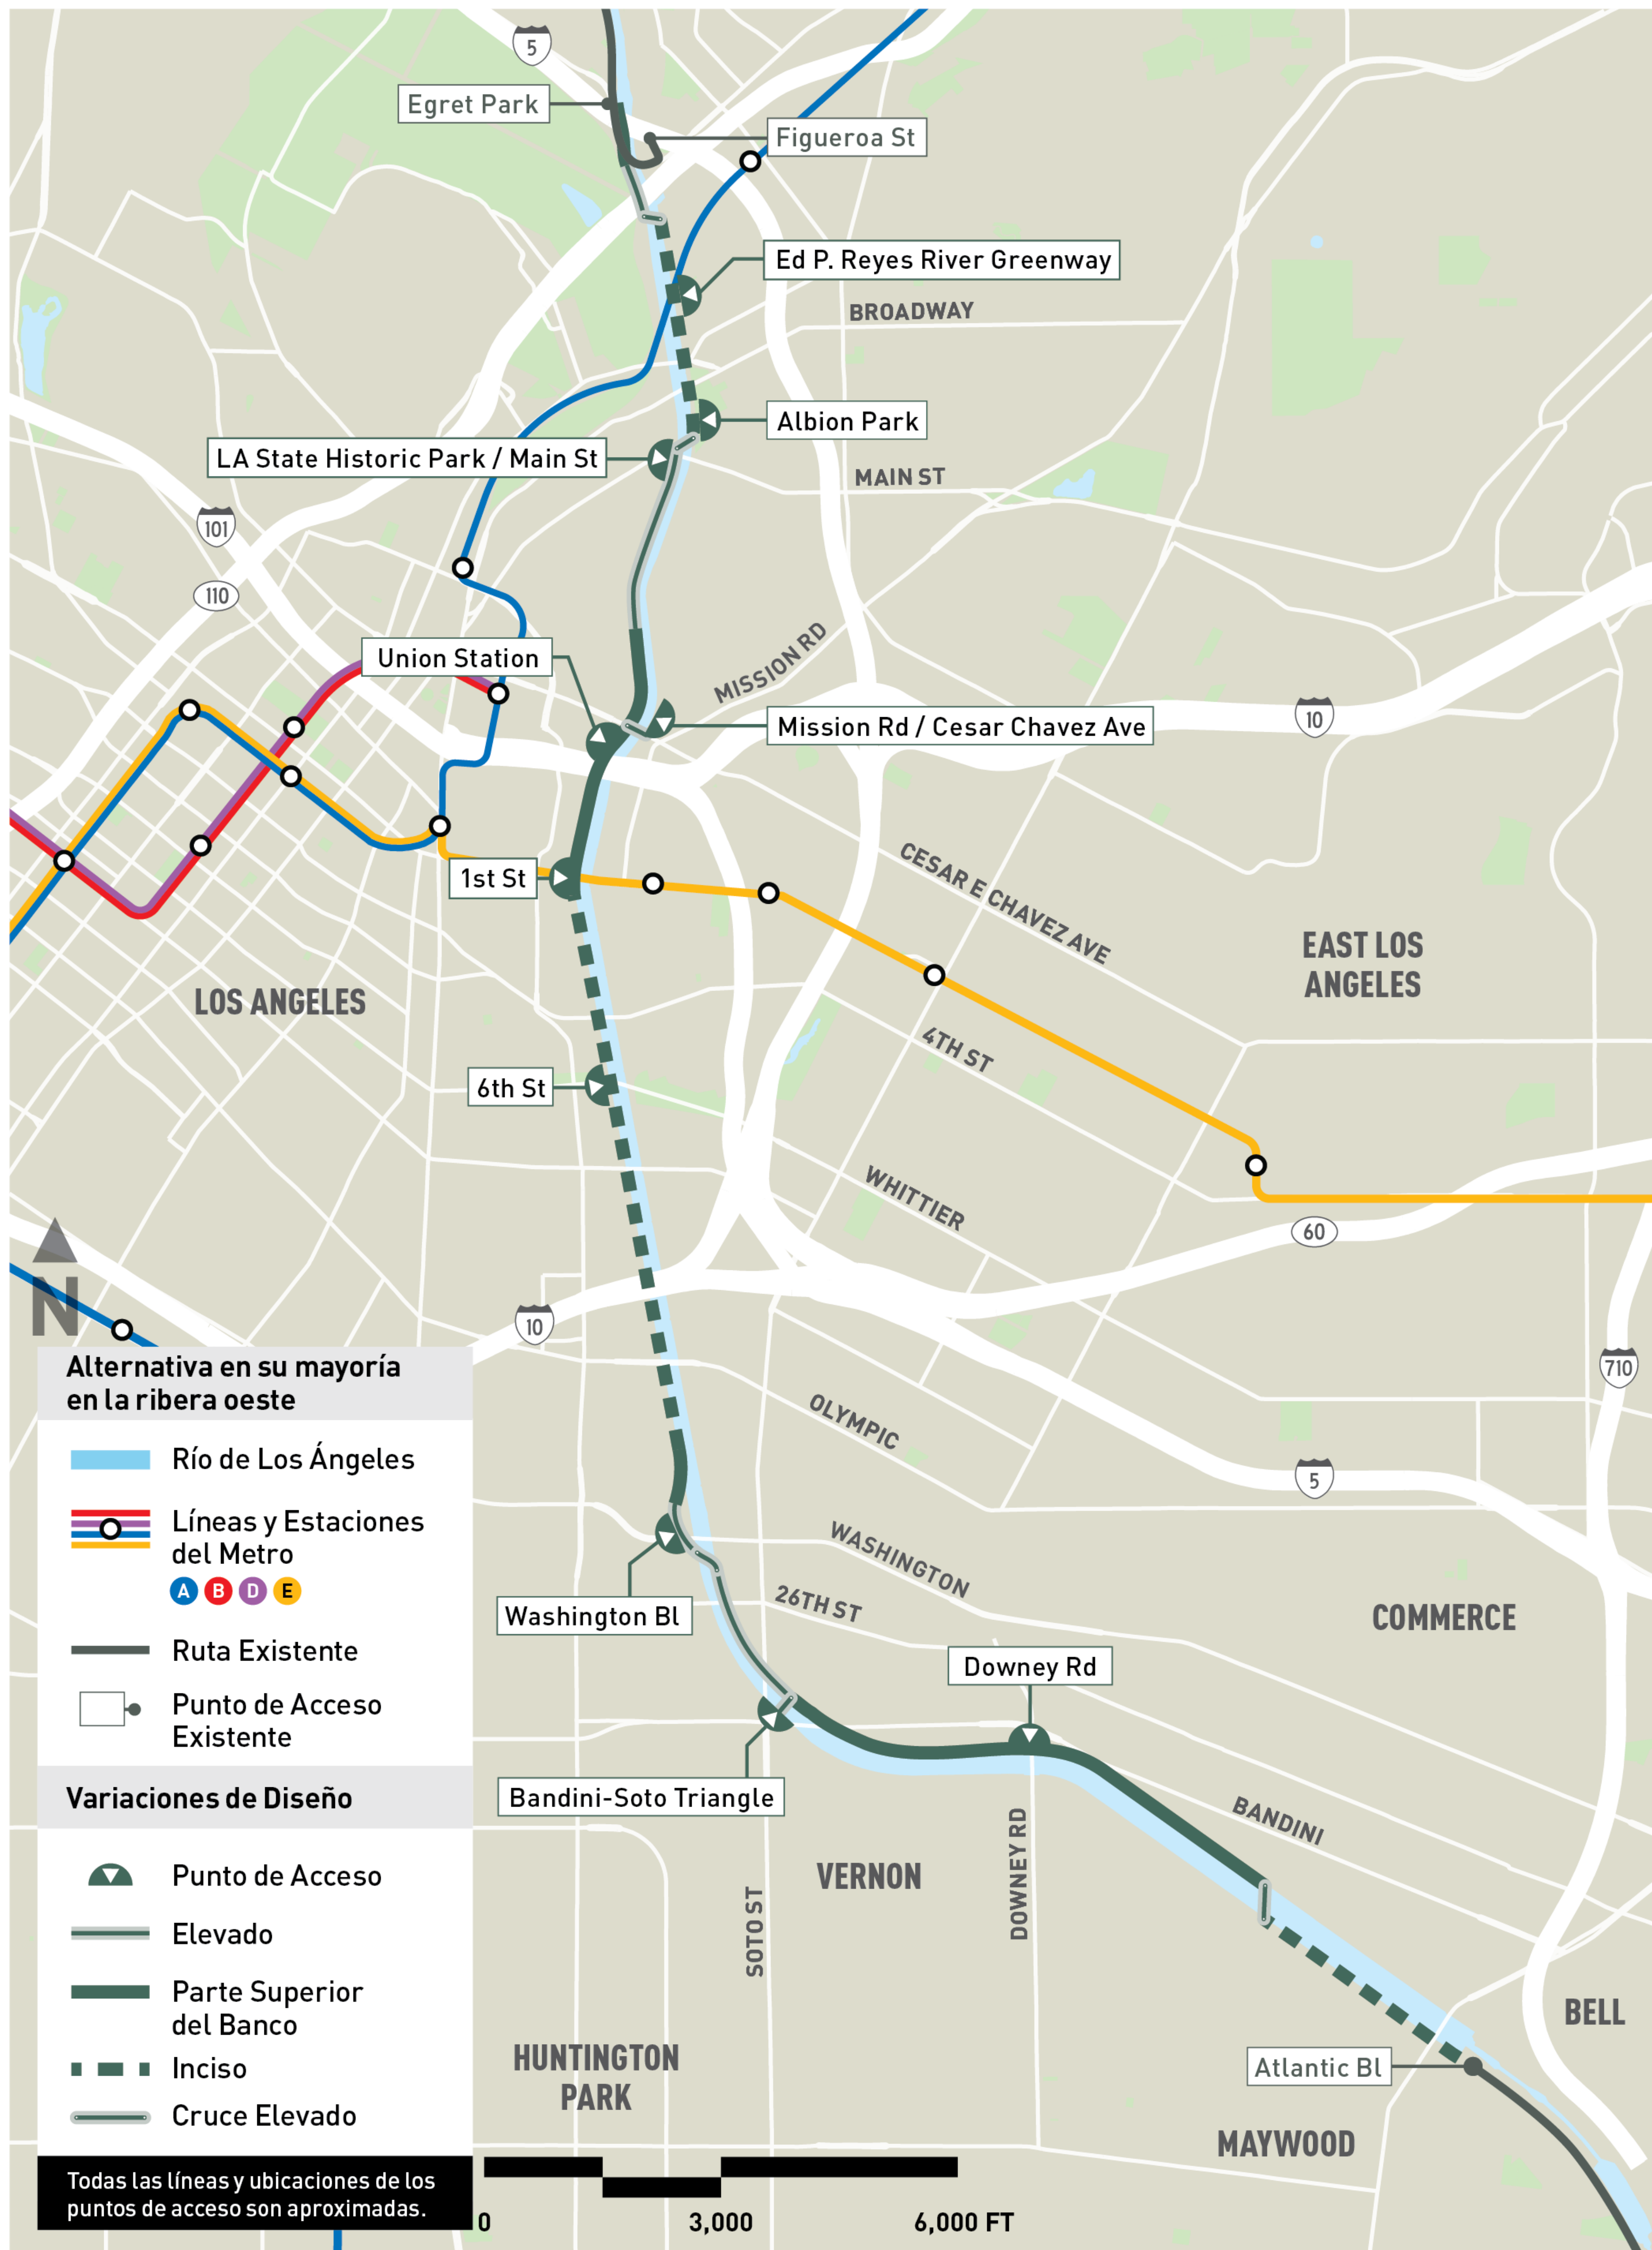 5
Egret Park
Figueroa St
Ed P. Reyes River Greenway
BROADWAY
Albion Park
LA State Historic Park / Main St
MAIN ST
101
110
MISSION RD
Union Station
10
Mission Rd / Cesar Chavez Ave
CESAR E CHAVEZ AVE
1st St
EAST LOS
ANGELES
LOS ANGELES
4TH ST
6th St
WHITTIER
60
N
10
710
OLYMPIC
5
WASHINGTON
26TH ST
Washington Bl
COMMERCE
Downey Rd
Bandini-Soto Triangle
BANDINI
VERNON
DOWNEY RD
SOTO ST
BELL
HUNTINGTON
PARK
Atlantic Bl
MAYWOOD
Alternativa en su mayoría
en la ribera oeste
Río de Los Ángeles
Líneas y Estaciones
del Metro
A B D E
Ruta Existente
Punto de Acceso
Existente
Variaciones de Diseño
Punto de Acceso
Elevado
Parte Superior
del Banco
Inciso
Cruce Elevado
Todas las líneas y ubicaciones de los
puntos de acceso son aproximadas.
0 3,000 6,000 FT